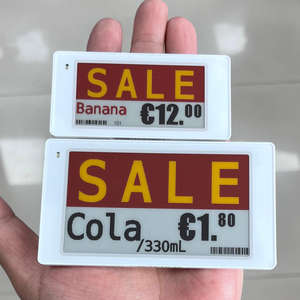 SALE
Banana €12.00
SALE
Cola €1.80
/330mL